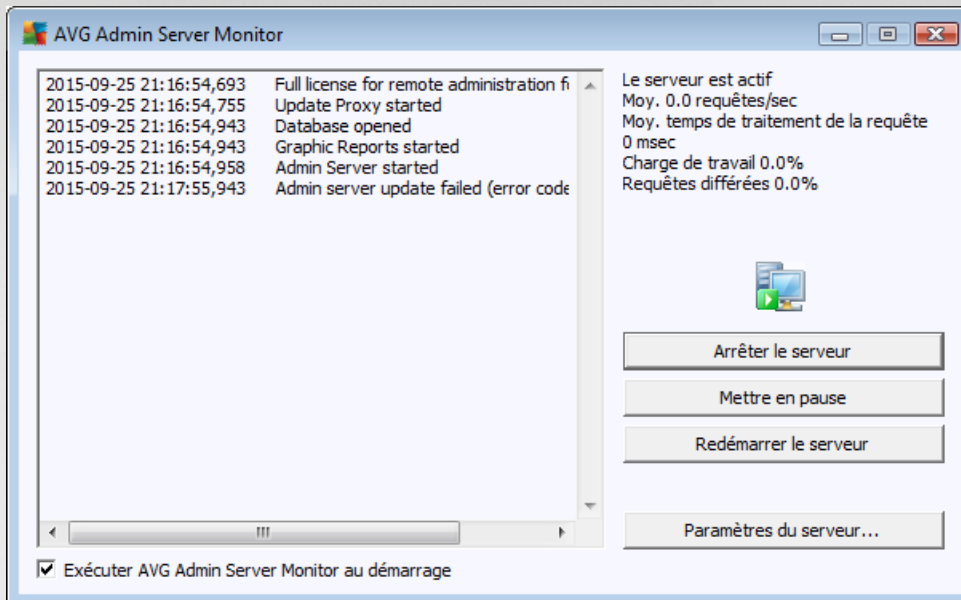 AVG Admin Server Monitor
2015-09-25 21:16:54,693 Full license for remote administration
2015-09-25 21:16:54,755 Update Proxy started
2015-09-25 21:16:54,943 Database opened
2015-09-25 21:16:54,943 Graphic Reports started
2015-09-25 21:16:54,958 Admin Server started
2015-09-25 21:17:55,943 Admin server update failed (error code
Le serveur est actif
Moy. 0.0 requêtes/sec
Moy. temps de traitement de la requête
0 msec
Charge de travail 0.0%
Requêtes différées 0.0%
Arrêter le serveur
Mettre en pause
Redémarrer le serveur
Paramètres du serveur...
Exécuter AVG Admin Server Monitor au démarrage